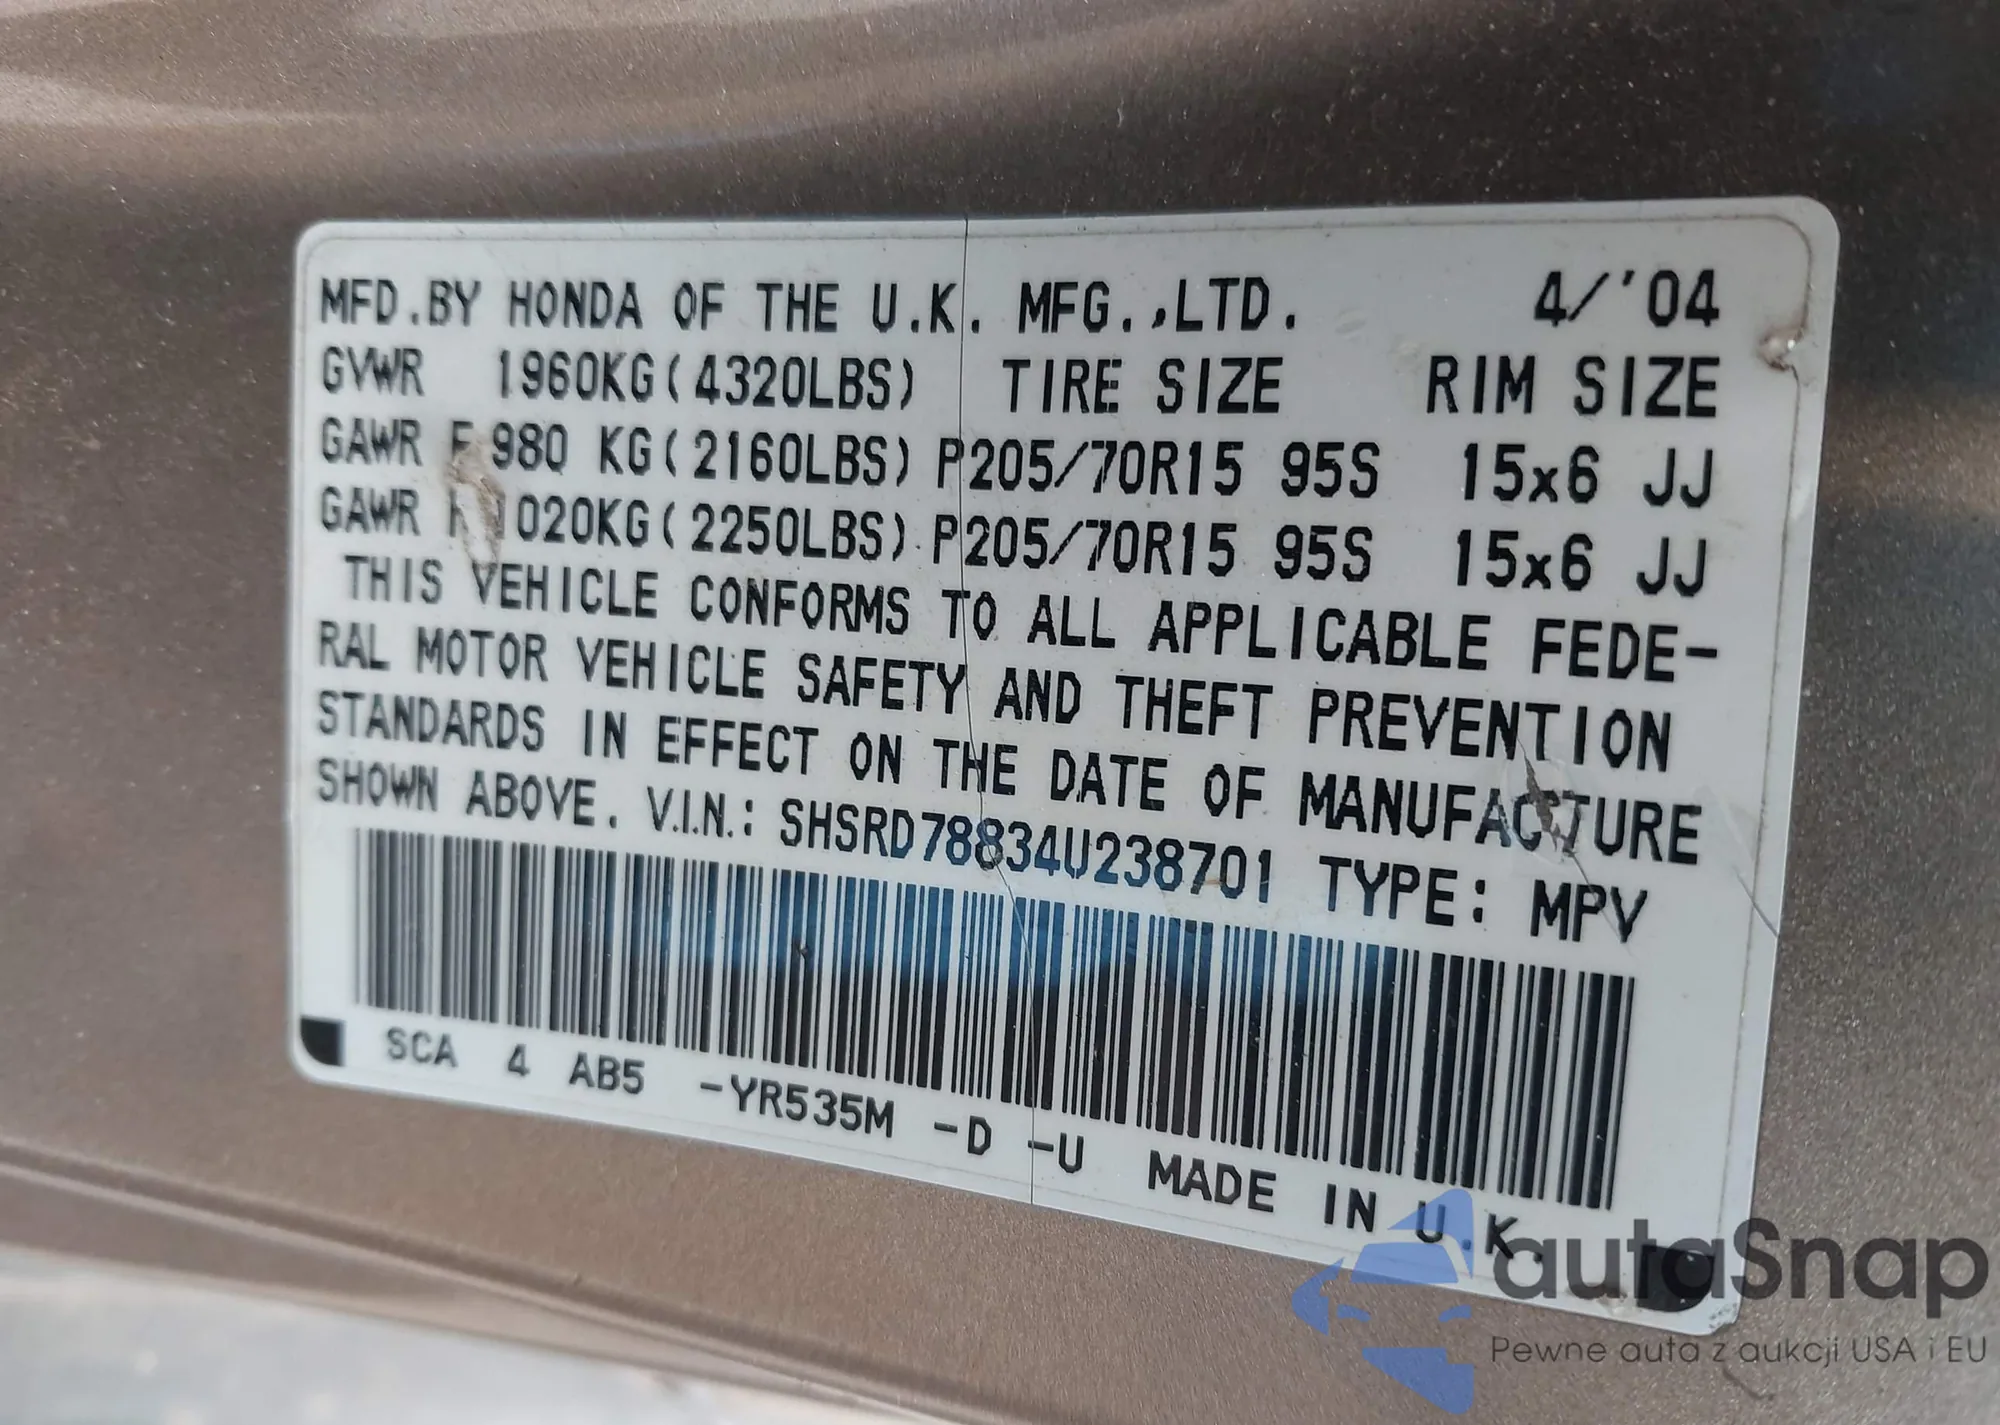 MFD.BY HONDA OF THE U.K. MFG.,LTD. 4/'04
GVWR 1960KG(4320LBS) TIRE SIZE RIM SIZE
GAWR F 980 KG(2160LBS) P205/70R15 95S 15x6 JJ
GAWR 1020KG(2250LBS) P205/70R15 95S 15x6 JJ
THIS VEHICLE CONFORMS TO ALL APPLICABLE FEDE-
RAL MOTOR VEHICLE SAFETY AND THEFT PREVENTION
STANDARDS IN EFFECT ON THE DATE OF MANUFACTURE
SHOWN ABOVE. V.I.N.: SHSRD78834U238701 TYPE: MPV
SCA 4 AB5 -YR535M -D -U MADE IN U.K.
autaSnap
Pewne auta z aukcji USA i EU